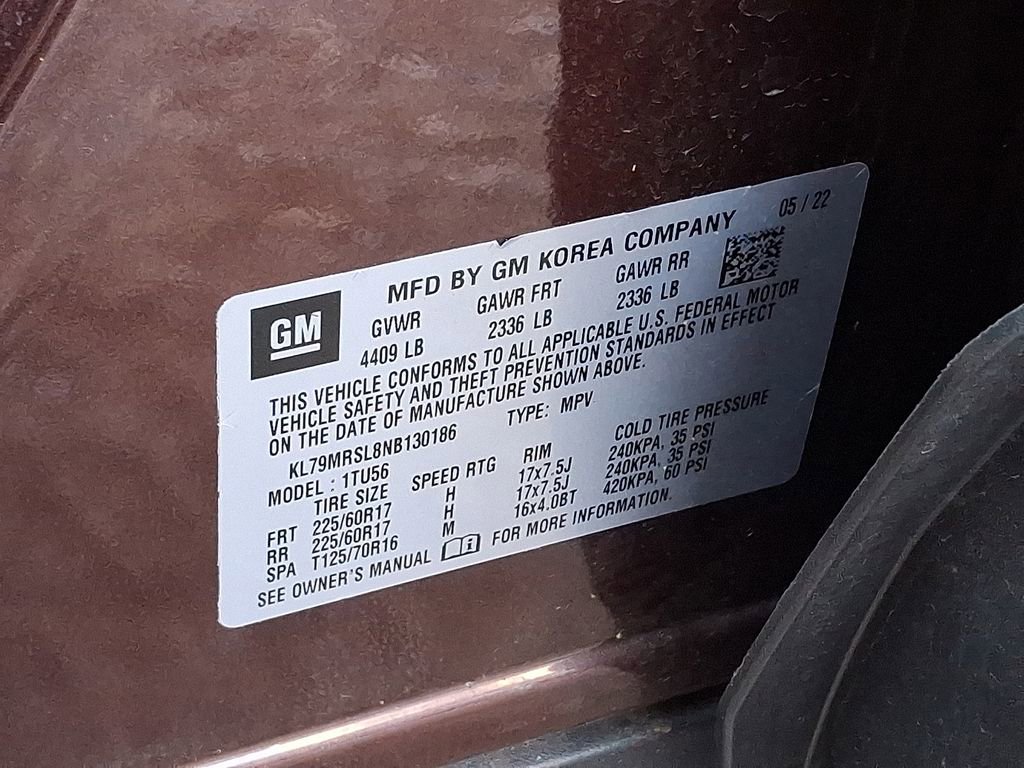 MFD BY GM KOREA COMPANY 05 / 22
GM
GVWR GAWR FRT GAWR RR
4409 LB 2336 LB 2336 LB
THIS VEHICLE CONFORMS TO ALL APPLICABLE U.S. FEDERAL MOTOR
VEHICLE SAFETY AND THEFT PREVENTION STANDARDS IN EFFECT
ON THE DATE OF MANUFACTURE SHOWN ABOVE.
KL79MRSL8NB130186 TYPE: MPV
MODEL : 1TU56
TIRE SIZE SPEED RTG RIM COLD TIRE PRESSURE
FRT 225/60R17 H 17x7.5J 240KPA, 35 PSI
RR 225/60R17 H 17x7.5J 240KPA, 35 PSI
SPA T125/70R16 M 16x4.0BT 420KPA, 60 PSI
SEE OWNER'S MANUAL FOR MORE INFORMATION.